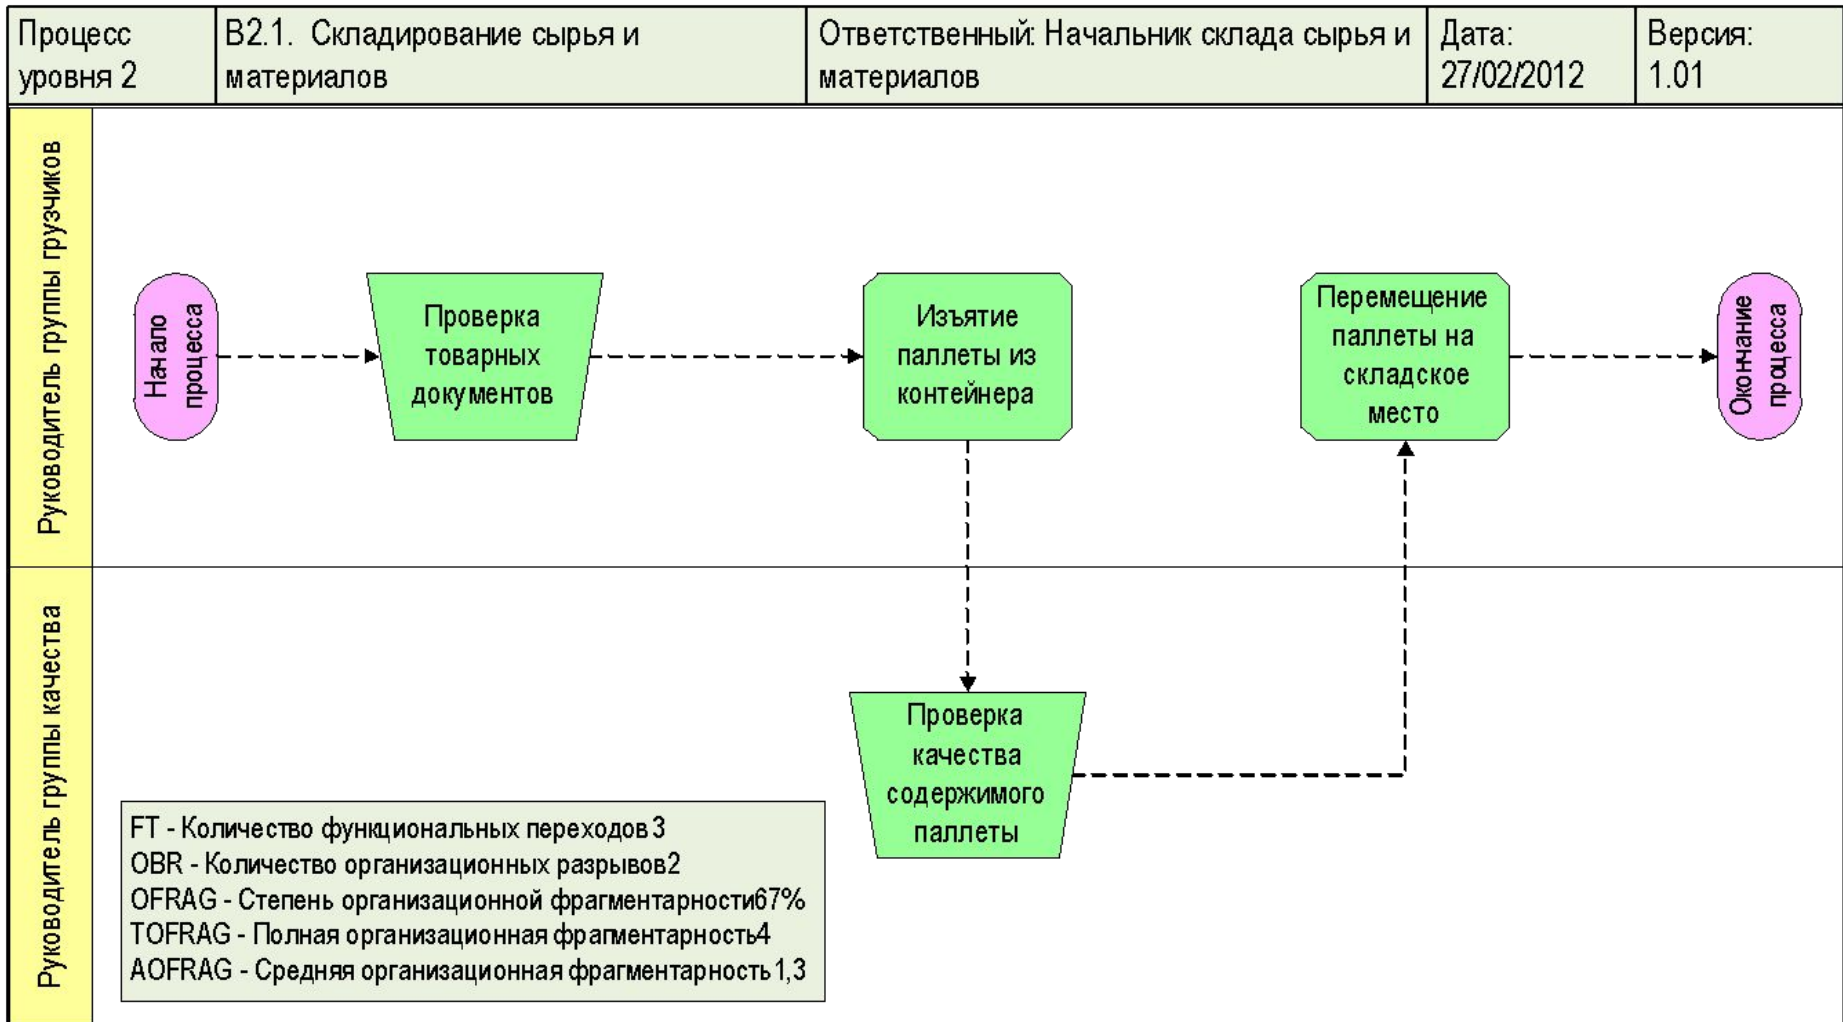 Процесс
уровня 2
В2.1. Складирование сырья и
материалов
Ответственный: Начальник склада сырья и
материалов
Дата:
27/02/2012
Версия:
1.01
Руководитель группы грузчиков
Начало
процесса
Проверка
товарных
документов
Изъятие
паллеты из
контейнера
Перемещение
паллеты на
складское
место
Окончание
процесса
Руководитель группы качества
Проверка
качества
содержимого
паллеты
FT - Количество функциональных переходов 3
OBR - Количество организационных разрывов2
OFRAG - Степень организационной фрагментарности67%
TOFRAG - Полная организационная фрагментарность4
AOFRAG - Средняя организационная фрагментарность 1,3